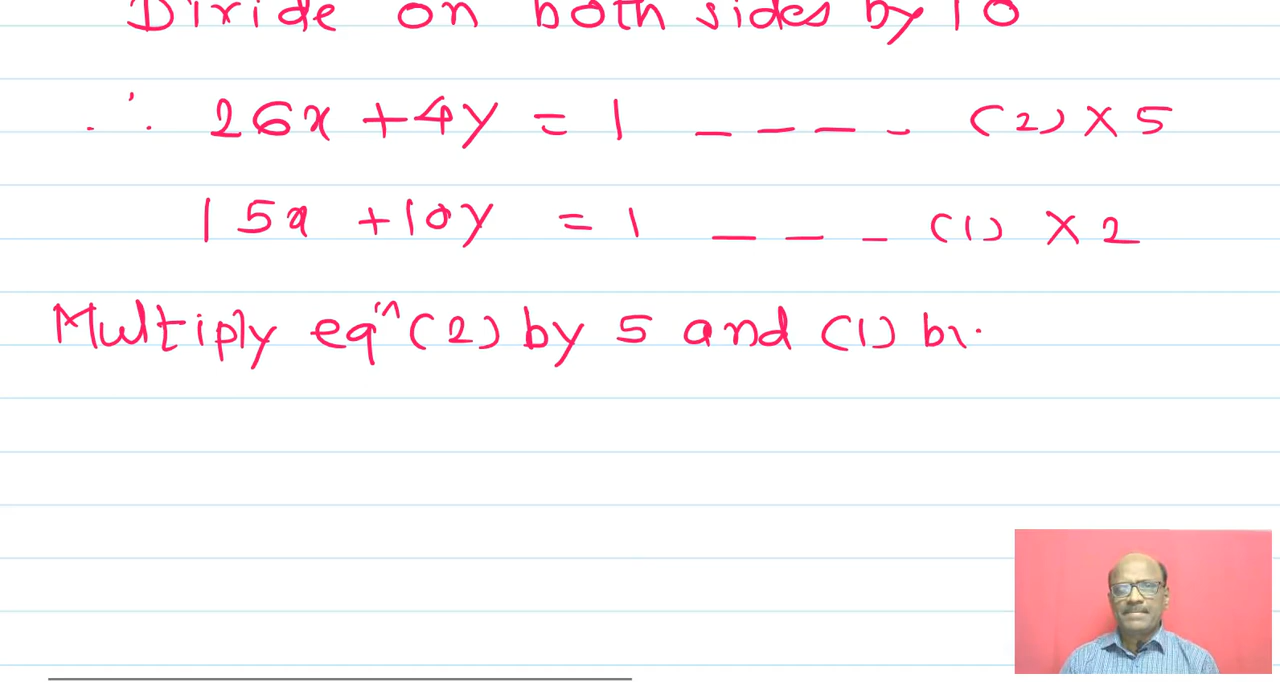 Divide on both sides by 10
∴ 26x + 4y = 1 _ _ _ _ (2) × 5
15x + 10y = 1 _ _ _ (1) × 2
Multiply eqⁿ (2) by 5 and (1)